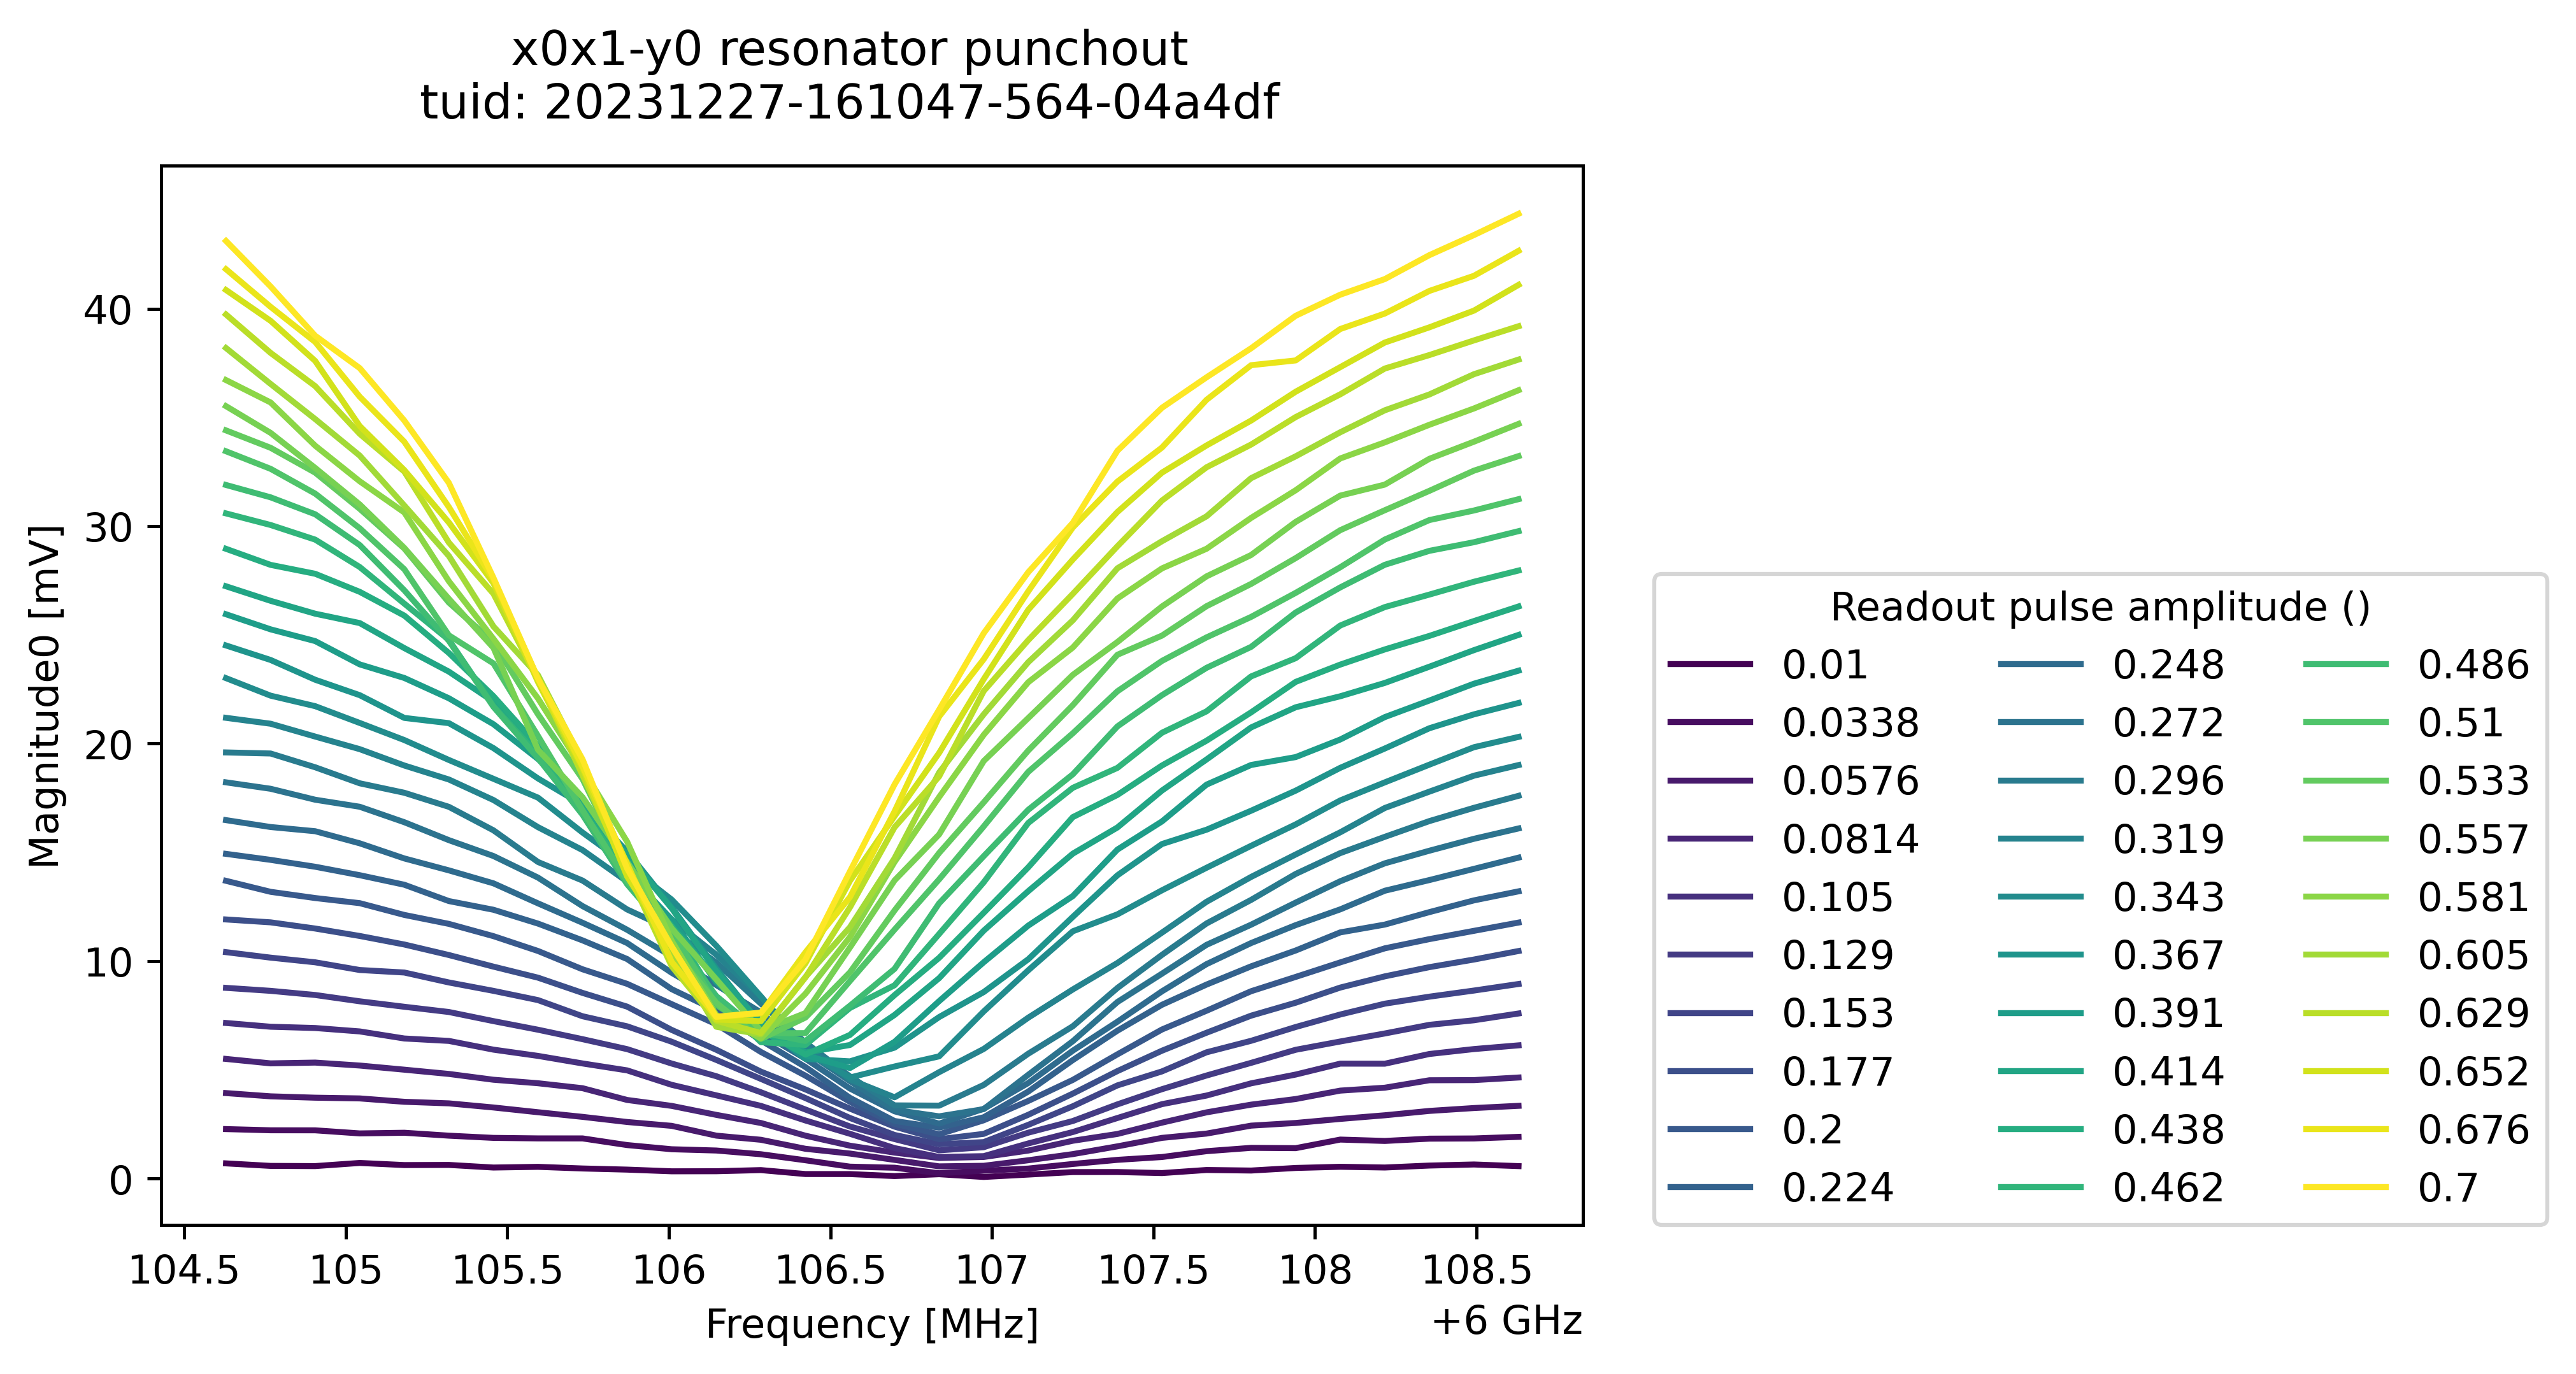 x0x1-y0 resonator punchout
tuid: 20231227-161047-564-04a4df
Magnitude0 [mV]
40
30
20
10
0
104.5 105 105.5 106 106.5 107 107.5 108 108.5
Frequency [MHz]
+6 GHz
Readout pulse amplitude ()
0.01 0.248 0.486
0.0338 0.272 0.51
0.0576 0.296 0.533
0.0814 0.319 0.557
0.105 0.343 0.581
0.129 0.367 0.605
0.153 0.391 0.629
0.177 0.414 0.652
0.2 0.438 0.676
0.224 0.462 0.7